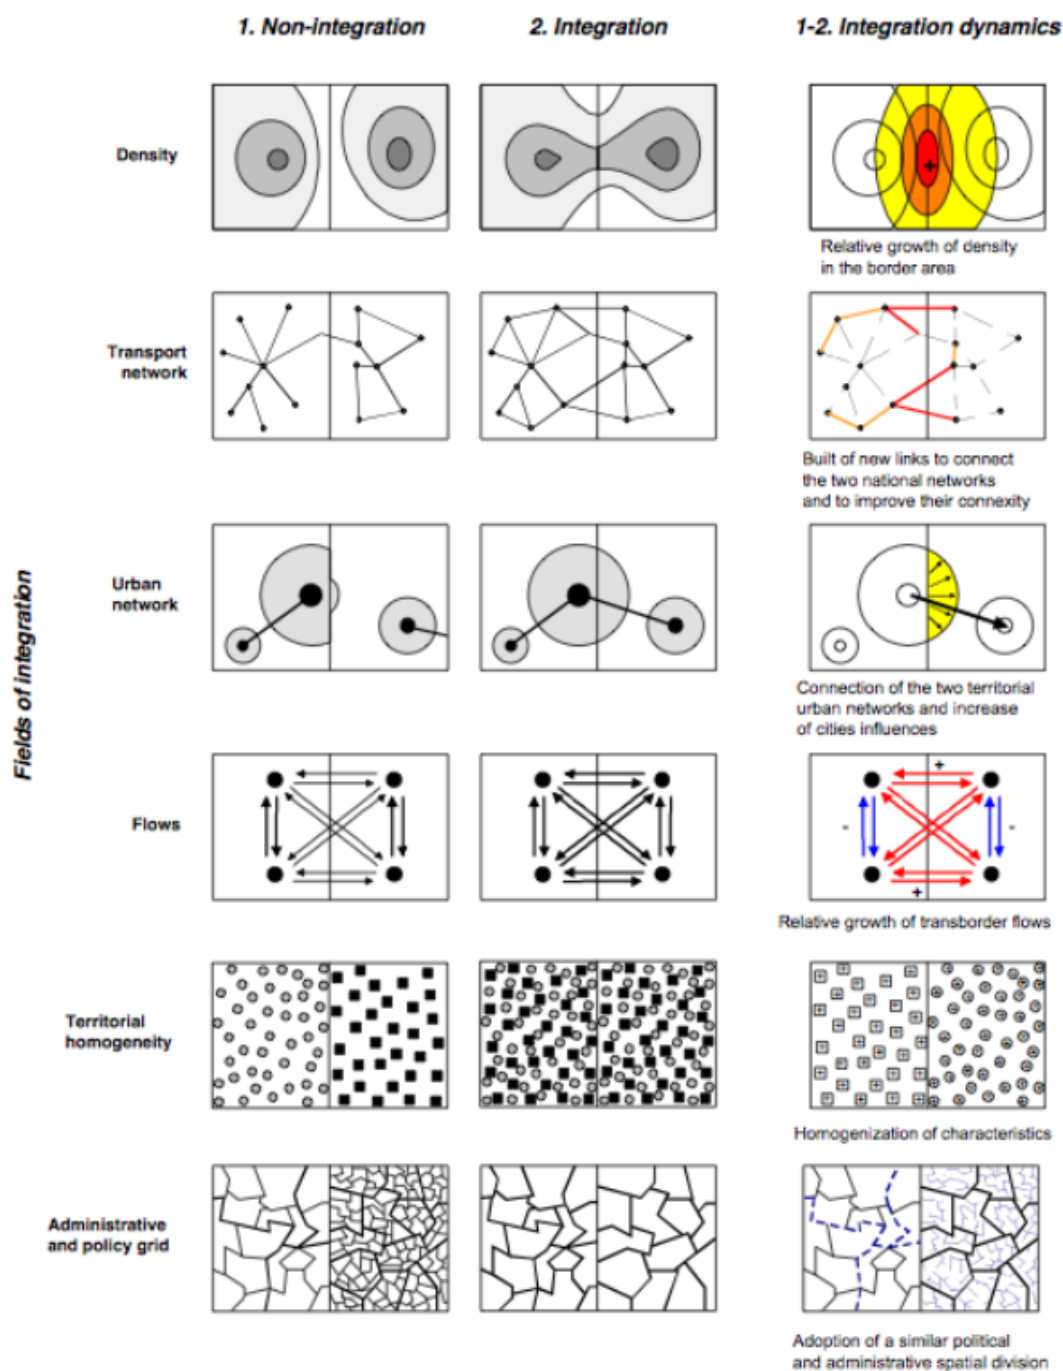 1. Non-integration
2. Integration
1-2. Integration dynamics
Fields of integration
Density
+
Relative growth of density
in the border area
Transport
network
Built of new links to connect
the two national networks
and to improve their connexity
Urban
network
Connection of the two territorial
urban networks and increase
of cities influences
Flows
+
-
-
+
Relative growth of transborder flows
Territorial
homogeneity
Homogenization of characteristics
Administrative
and policy grid
Adoption of a similar political
and administrative spatial division